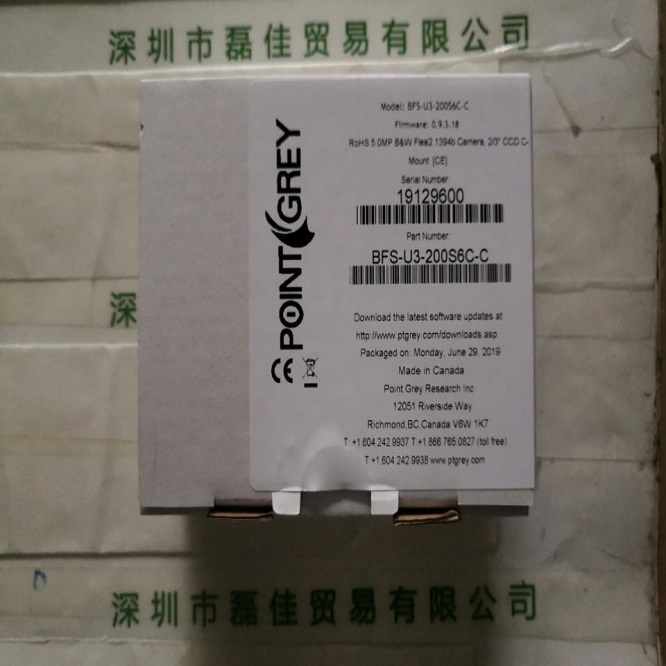 深圳市磊佳贸易有限公司
Model: BFS-U3-200S6C-C
Firmware: 0.9.3.18
RoHS 5.0MP B&W Flea2 1394b Camera, 2/3" CCD C-
Mount [CE]
Serial Number
19129600
Part Number
BFS-U3-200S6C-C
Download the latest software updates at
http://www.ptgrey.com/downloads.asp
Packaged on: Monday, June 29, 2019
Made in Canada
Point Grey Research Inc
12051 Riverside Way
Richmond,BC,Canada V6W 1K7
T: +1.604 242.9937 T:+1 866.765.0827 (toll free)
T +1.604 242.9938 www.ptgrey.com
POINT GREY
CE
深圳
深圳市磊佳贸易有限公司